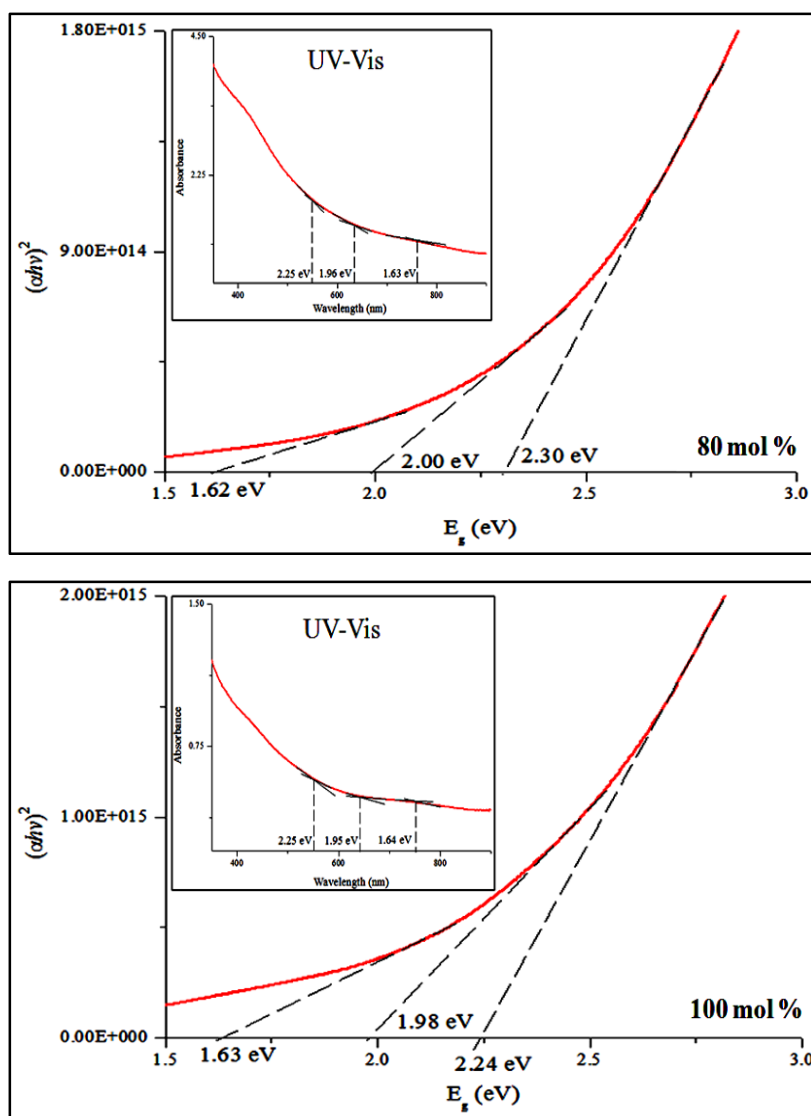 1.80E+015
9.00E+014
0.00E+000
(αhν)²
4.50
2.25
Absorbance
UV-Vis
2.25 eV
1.96 eV
1.63 eV
400
600
800
Wavelength (nm)
1.62 eV
2.00 eV
2.30 eV
80 mol %
1.5
2.0
2.5
3.0
E_g (eV)
2.00E+015
1.00E+015
0.00E+000
(αhν)²
1.50
0.75
Absorbance
UV-Vis
2.25 eV
1.95 eV
1.64 eV
400
600
800
Wavelength (nm)
1.63 eV
1.98 eV
2.24 eV
100 mol %
1.5
2.0
2.5
3.0
E_g (eV)